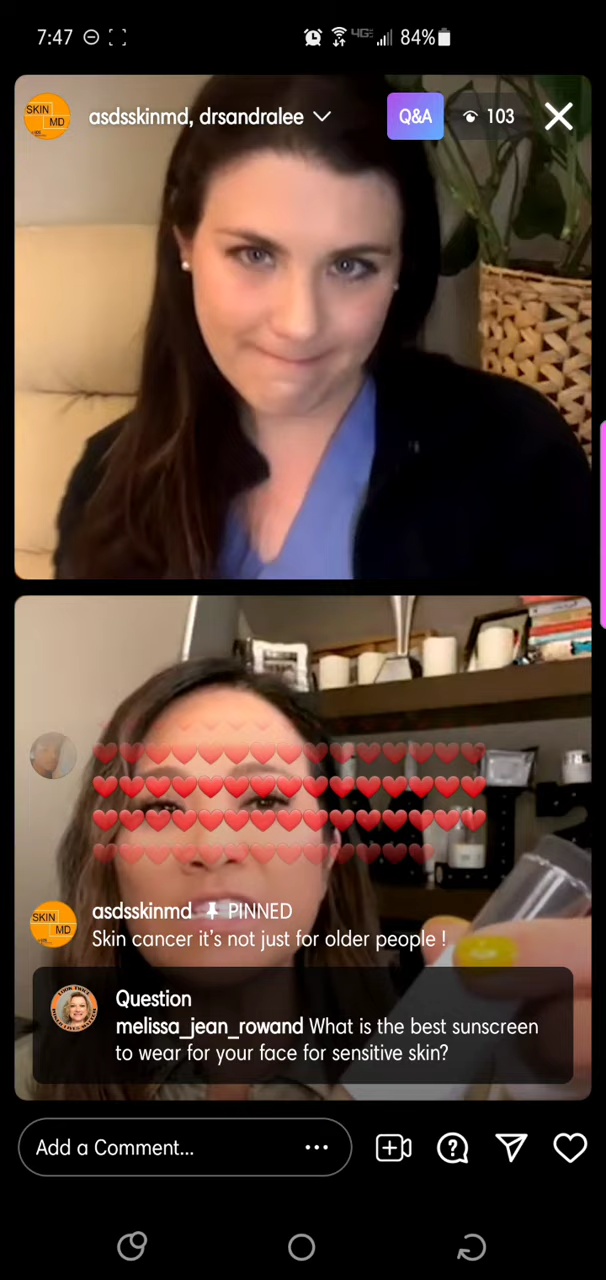 7:47
4G
84%
SKIN
MD
asdsskinmd, drsandralee
Q&A
103
asdsskinmd PINNED
SKIN
MD
Skin cancer it's not just for older people !
Question
melissa_jean_rowand What is the best sunscreen
to wear for your face for sensitive skin?
Add a Comment...